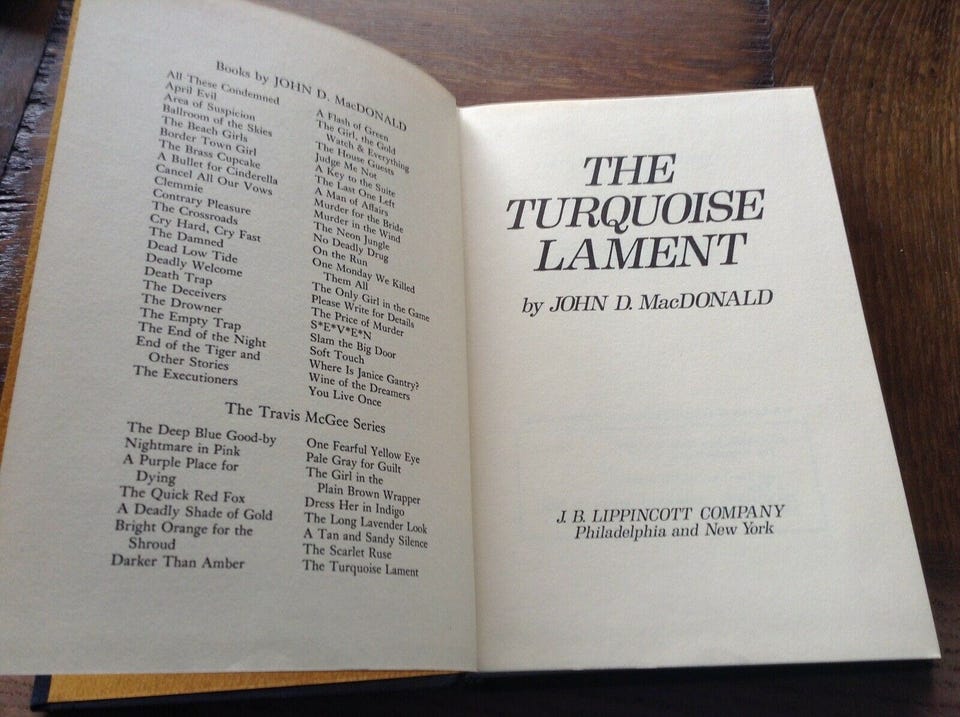 Books by JOHN D. MacDONALD
All These Condemned
April Evil
Area of Suspicion
Ballroom of the Skies
The Beach Girls
Border Town Girl
The Brass Cupcake
A Bullet for Cinderella
Cancel All Our Vows
Clemmie
Contrary Pleasure
The Crossroads
Cry Hard, Cry Fast
The Damned
Dead Low Tide
Deadly Welcome
Death Trap
The Deceivers
The Drowner
The Empty Trap
The End of the Night
End of the Tiger and
Other Stories
The Executioners
A Flash of Green
The Girl, the Gold
Watch & Everything
The House Guests
Judge Me Not
A Key to the Suite
The Last One Left
A Man of Affairs
Murder for the Bride
Murder in the Wind
The Neon Jungle
No Deadly Drug
On the Run
One Monday We Killed
Them All
The Only Girl in the Game
Please Write for Details
The Price of Murder
S*E*V*E*N
Slam the Big Door
Soft Touch
Where Is Janice Gantry?
Wine of the Dreamers
You Live Once
The Travis McGee Series
The Deep Blue Good-by
Nightmare in Pink
A Purple Place for
Dying
The Quick Red Fox
A Deadly Shade of Gold
Bright Orange for the
Shroud
Darker Than Amber
One Fearful Yellow Eye
Pale Gray for Guilt
The Girl in the
Plain Brown Wrapper
Dress Her in Indigo
The Long Lavender Look
A Tan and Sandy Silence
The Scarlet Ruse
The Turquoise Lament
THE
TURQUOISE
LAMENT
by JOHN D. MacDONALD
J. B. LIPPINCOTT COMPANY
Philadelphia and New York